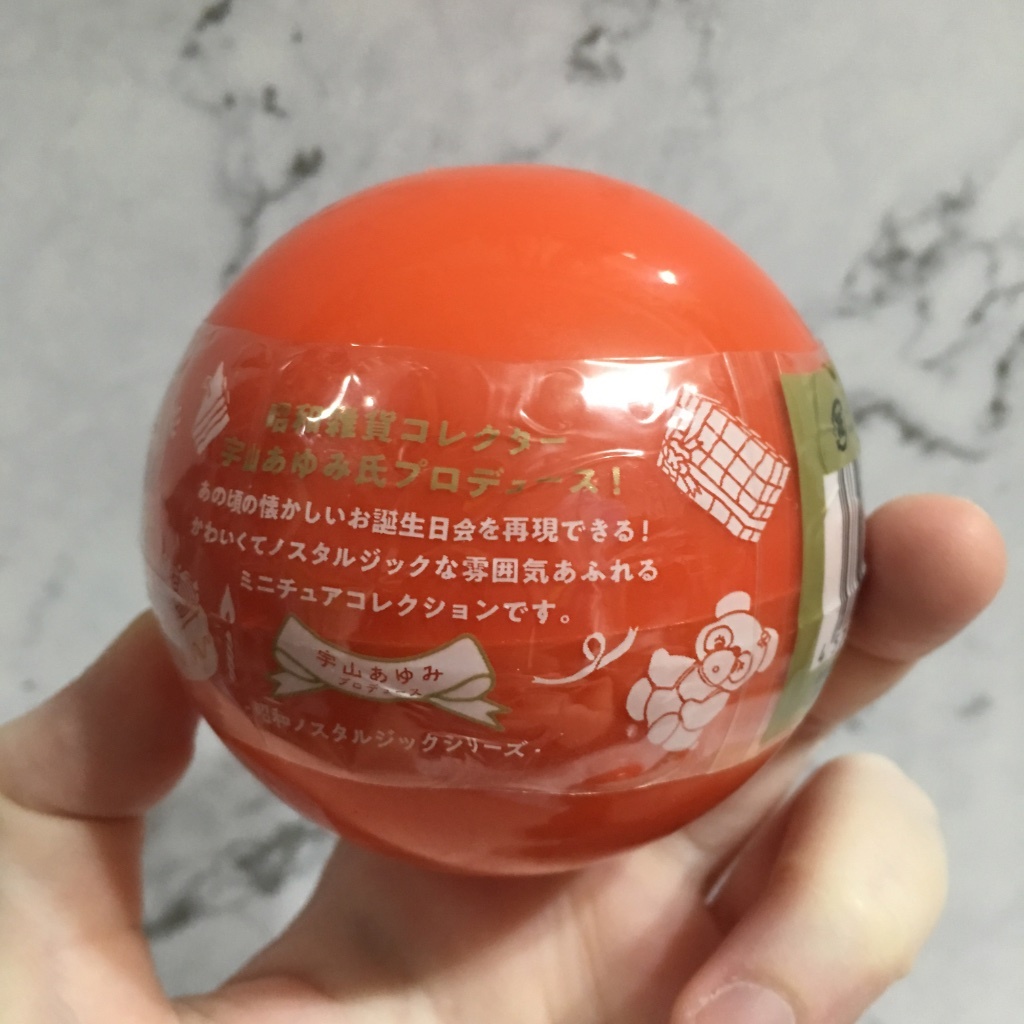 昭和雑貨コレクター
宇山あゆみ氏プロデュース!
あの頃の懐かしいお誕生日会を再現できる!
かわいくてノスタルジックな雰囲気あふれる
ミニチュアコレクションです。
宇山あゆみ
プロデュース
・昭和ノスタルジックシリーズ・